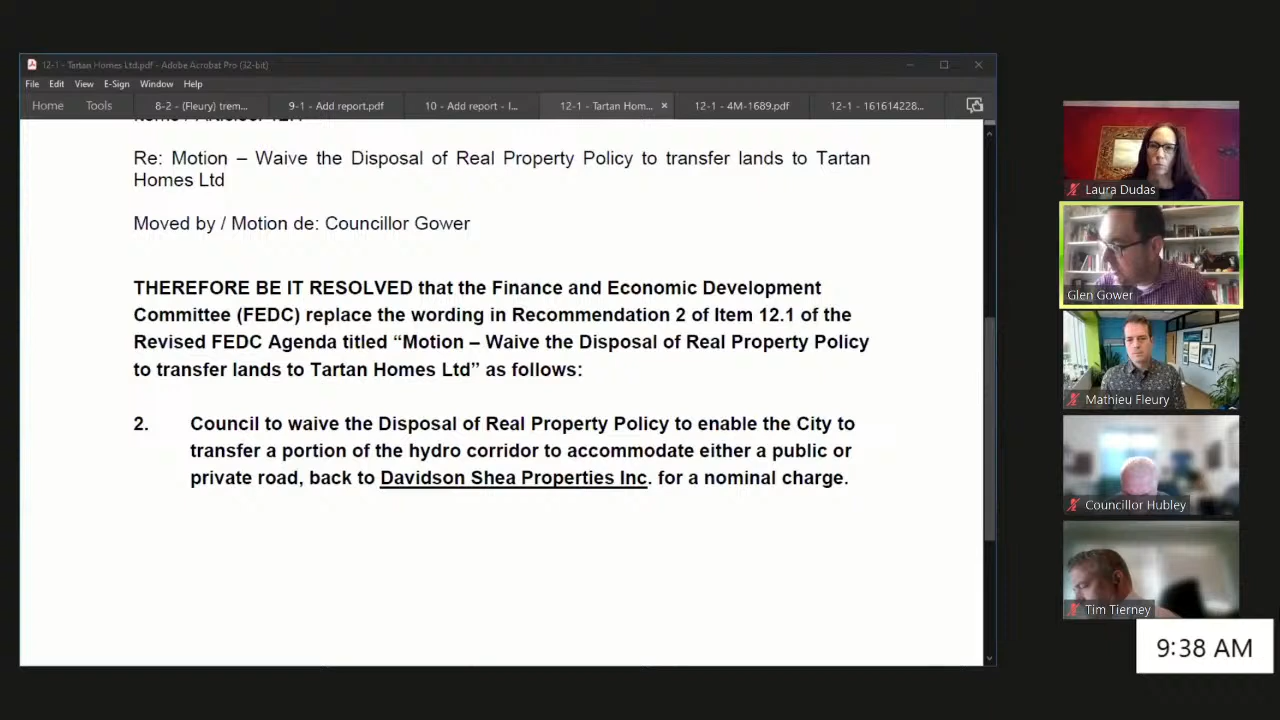 12-1 - Tartan Homes Ltd.pdf - Adobe Acrobat Pro (32-bit)
File Edit View E-Sign Window Help
Home Tools 8-2 - (Fleury) trem... 9-1 - Add report.pdf 10 - Add report - I... 12-1 - Tartan Hom... × 12-1 - 4M-1689.pdf 12-1 - 161614228...
Re: Motion – Waive the Disposal of Real Property Policy to transfer lands to Tartan
Homes Ltd
Moved by / Motion de: Councillor Gower
THEREFORE BE IT RESOLVED that the Finance and Economic Development
Committee (FEDC) replace the wording in Recommendation 2 of Item 12.1 of the
Revised FEDC Agenda titled “Motion – Waive the Disposal of Real Property Policy
to transfer lands to Tartan Homes Ltd” as follows:
2. Council to waive the Disposal of Real Property Policy to enable the City to
transfer a portion of the hydro corridor to accommodate either a public or
private road, back to Davidson Shea Properties Inc. for a nominal charge.
Laura Dudas
Glen Gower
Mathieu Fleury
Councillor Hubley
Tim Tierney
9:38 AM